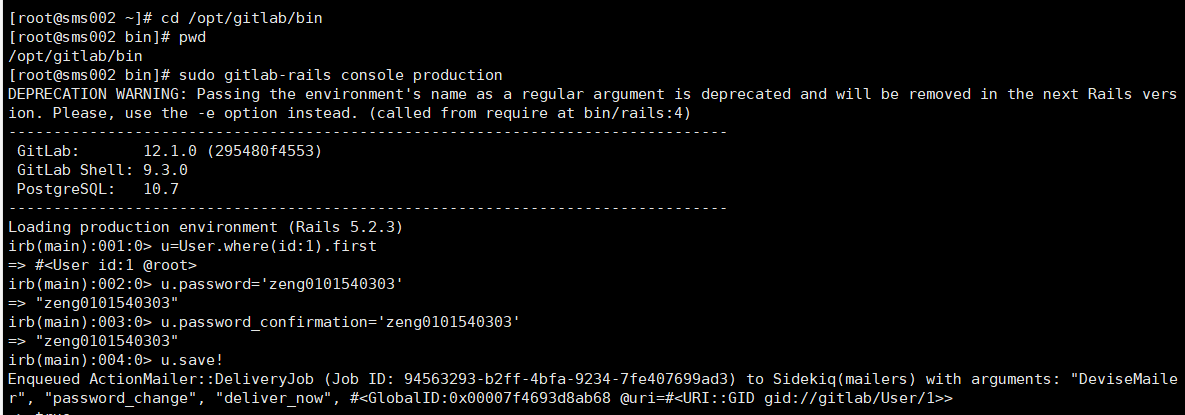 [root@sms002 ~]# cd /opt/gitlab/bin
[root@sms002 bin]# pwd
/opt/gitlab/bin
[root@sms002 bin]# sudo gitlab-rails console production
DEPRECATION WARNING: Passing the environment's name as a regular argument is deprecated and will be removed in the next Rails vers
ion. Please, use the -e option instead. (called from require at bin/rails:4)
--------------------------------------------------------------------------------
 GitLab:       12.1.0 (295480f4553)
 GitLab Shell: 9.3.0
 PostgreSQL:   10.7
--------------------------------------------------------------------------------
Loading production environment (Rails 5.2.3)
irb(main):001:0> u=User.where(id:1).first
=> #<User id:1 @root>
irb(main):002:0> u.password='zeng0101540303'
=> "zeng0101540303"
irb(main):003:0> u.password_confirmation='zeng0101540303'
=> "zeng0101540303"
irb(main):004:0> u.save!
Enqueued ActionMailer::DeliveryJob (Job ID: 94563293-b2ff-4bfa-9234-7fe407699ad3) to Sidekiq(mailers) with arguments: "DeviseMaile
r", "password_change", "deliver_now", #<GlobalID:0x00007f4693d8ab68 @uri=#<URI::GID gid://gitlab/User/1>>